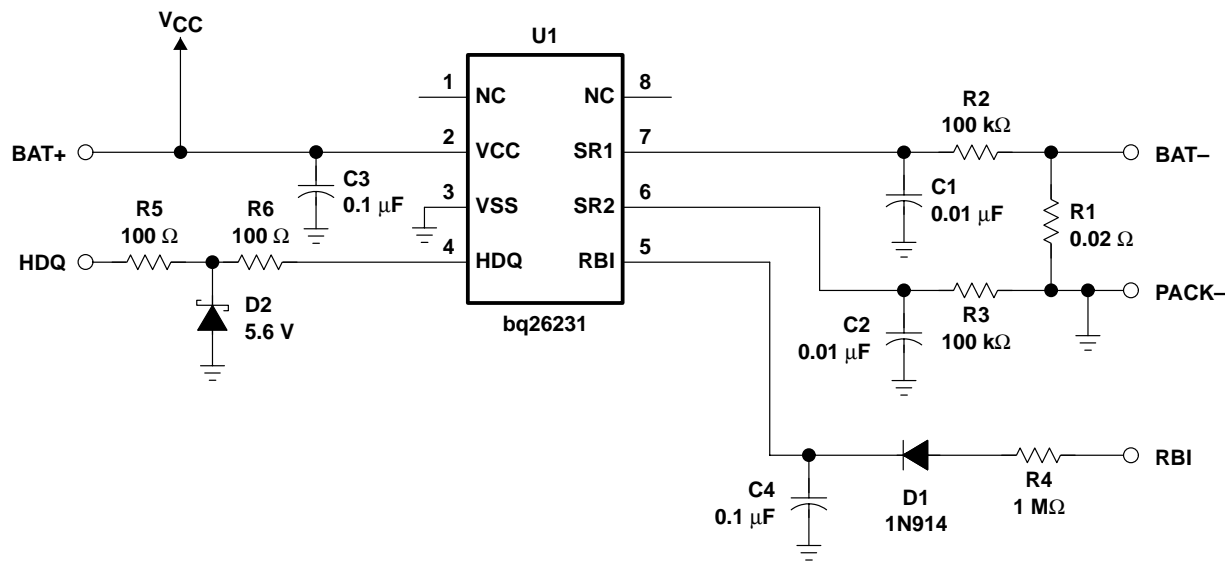 VCC
U1
1
NC
NC
8
R2
100 kΩ
BAT+
2
VCC
SR1
7
BAT–
C3
0.1 μF
3
VSS
SR2
6
C1
0.01 μF
R1
0.02 Ω
R5
100 Ω
R6
100 Ω
HDQ
4
HDQ
RBI
5
D2
5.6 V
bq26231
PACK–
C2
0.01 μF
R3
100 kΩ
RBI
C4
0.1 μF
D1
1N914
R4
1 MΩ